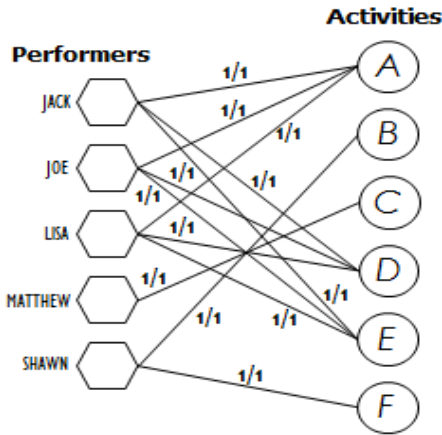 Activities
Performers
A
1/1
JACK
1/1
B
1/1
1/1
JOE
1/1
1/1
C
LISA
1/1
D
1/1
MATTHEW
1/1
1/1
1/1
E
SHAWN
1/1
F